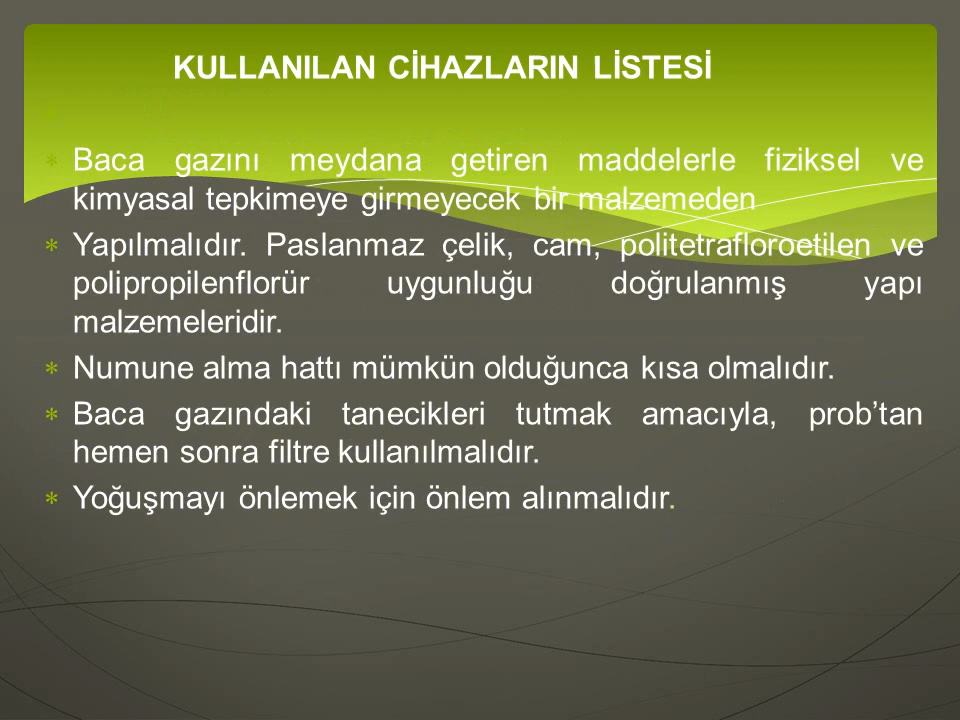 KULLANILAN CİHAZLARIN LİSTESİ
Baca gazını meydana getiren maddelerle fiziksel ve
kimyasal tepkimeye girmeyecek bir malzemeden
Yapılmalıdır. Paslanmaz çelik, cam, politetrafloroetilen ve
polipropilenflorür uygunluğu doğrulanmış yapı
malzemeleridir.
Numune alma hattı mümkün olduğunca kısa olmalıdır.
Baca gazındaki tanecikleri tutmak amacıyla, prob’tan
hemen sonra filtre kullanılmalıdır.
Yoğuşmayı önlemek için önlem alınmalıdır.